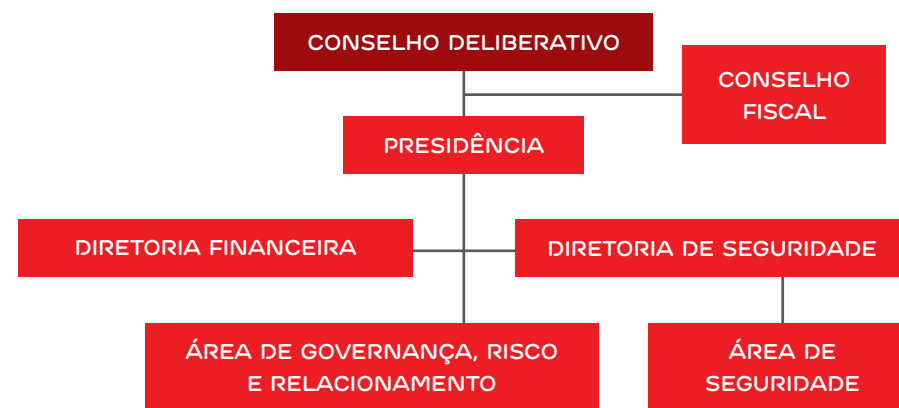 CONSELHO DELIBERATIVO
CONSELHO
FISCAL
PRESIDÊNCIA
DIRETORIA FINANCEIRA
DIRETORIA DE SEGURIDADE
ÁREA DE GOVERNANÇA, RISCO
E RELACIONAMENTO
ÁREA DE
SEGURIDADE